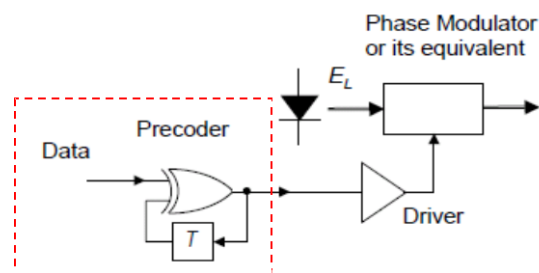 Phase Modulator
or its equivalent
E_L
Precoder
Data
T
Driver